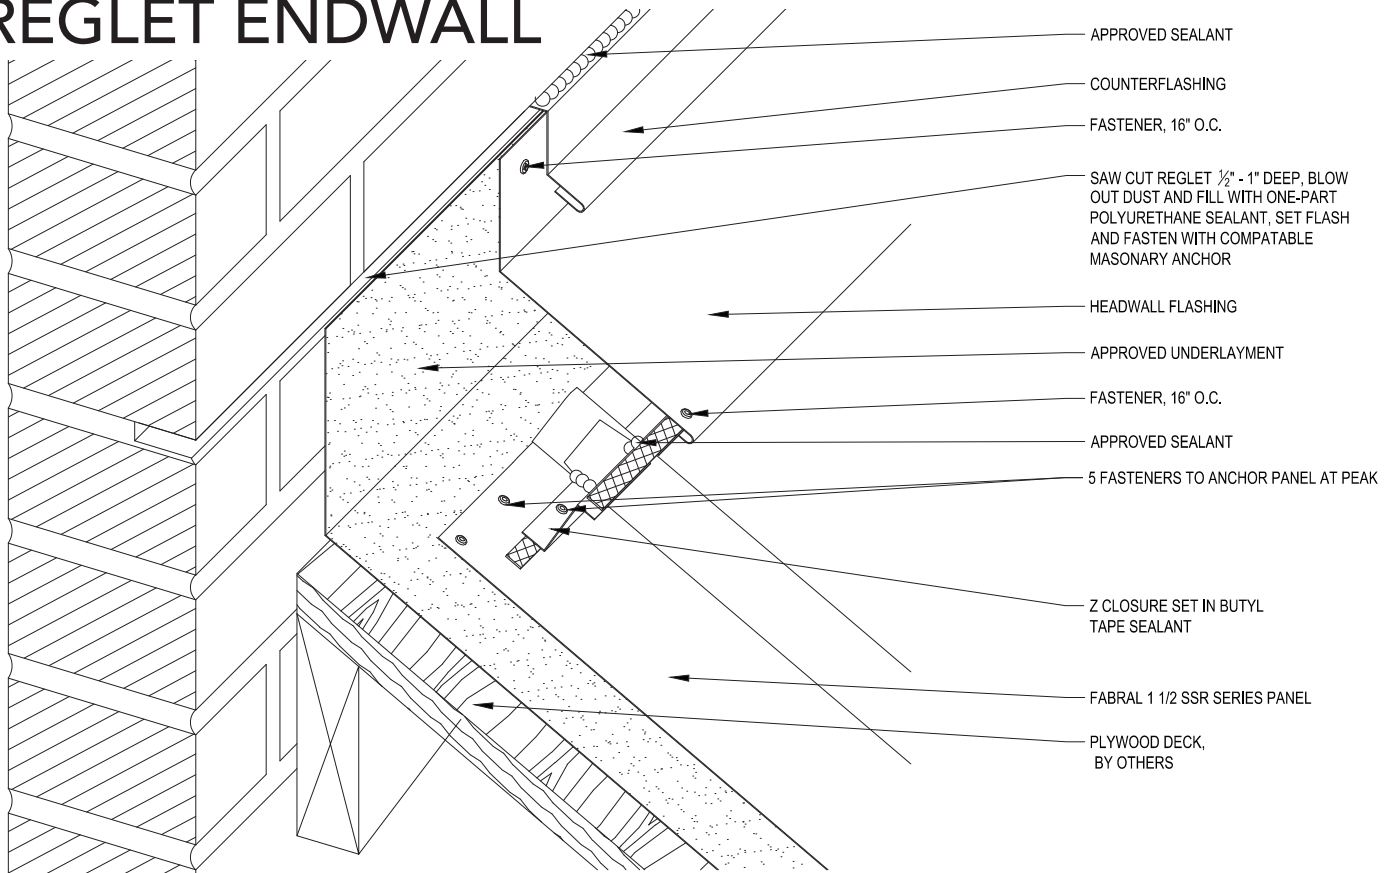 REGLET ENDWALL
APPROVED SEALANT
COUNTERFLASHING
FASTENER, 16" O.C.
SAW CUT REGLET ½" - 1" DEEP, BLOW
OUT DUST AND FILL WITH ONE-PART
POLYURETHANE SEALANT, SET FLASH
AND FASTEN WITH COMPATABLE
MASONARY ANCHOR
HEADWALL FLASHING
APPROVED UNDERLAYMENT
FASTENER, 16" O.C.
APPROVED SEALANT
5 FASTENERS TO ANCHOR PANEL AT PEAK
Z CLOSURE SET IN BUTYL
TAPE SEALANT
FABRAL 1 1/2 SSR SERIES PANEL
PLYWOOD DECK,
BY OTHERS